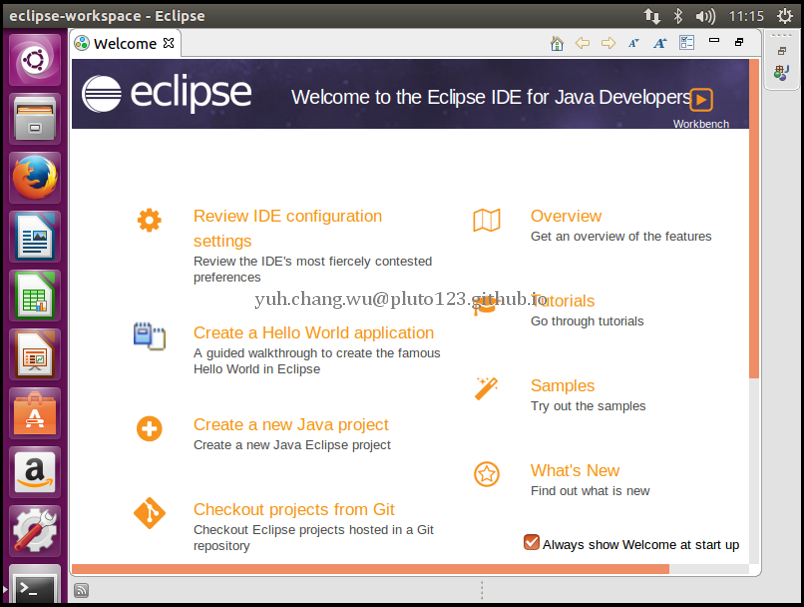 eclipse-workspace - Eclipse
11:15
Welcome
eclipse
Welcome to the Eclipse IDE for Java Developers
Workbench
Review IDE configuration
settings
Review the IDE's most fiercely contested
preferences
Create a Hello World application
A guided walkthrough to create the famous
Hello World in Eclipse
Create a new Java project
Create a new Java Eclipse project
Checkout projects from Git
Checkout Eclipse projects hosted in a Git
repository
Overview
Get an overview of the features
yuh.chang.wu@pluto123.github.io
Tutorials
Go through tutorials
Samples
Try out the samples
What's New
Find out what is new
Always show Welcome at start up